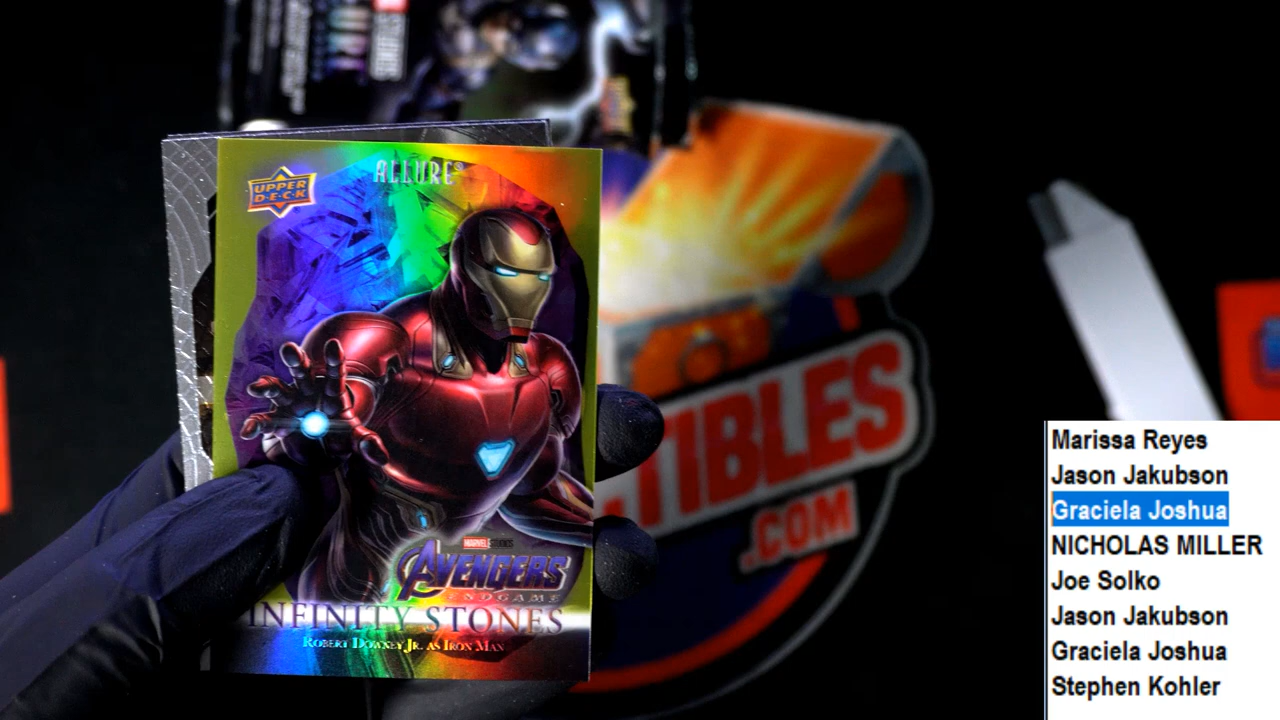 UPPER
DECK
ALLURE®
MARVEL STUDIOS
AVENGERS
ENDGAME
INFINITY STONES
ROBERT DOWNEY JR. AS IRON MAN
TIBLES
.COM
STUDIOS
Marissa Reyes
Jason Jakubson
Graciela Joshua
NICHOLAS MILLER
Joe Solko
Jason Jakubson
Graciela Joshua
Stephen Kohler